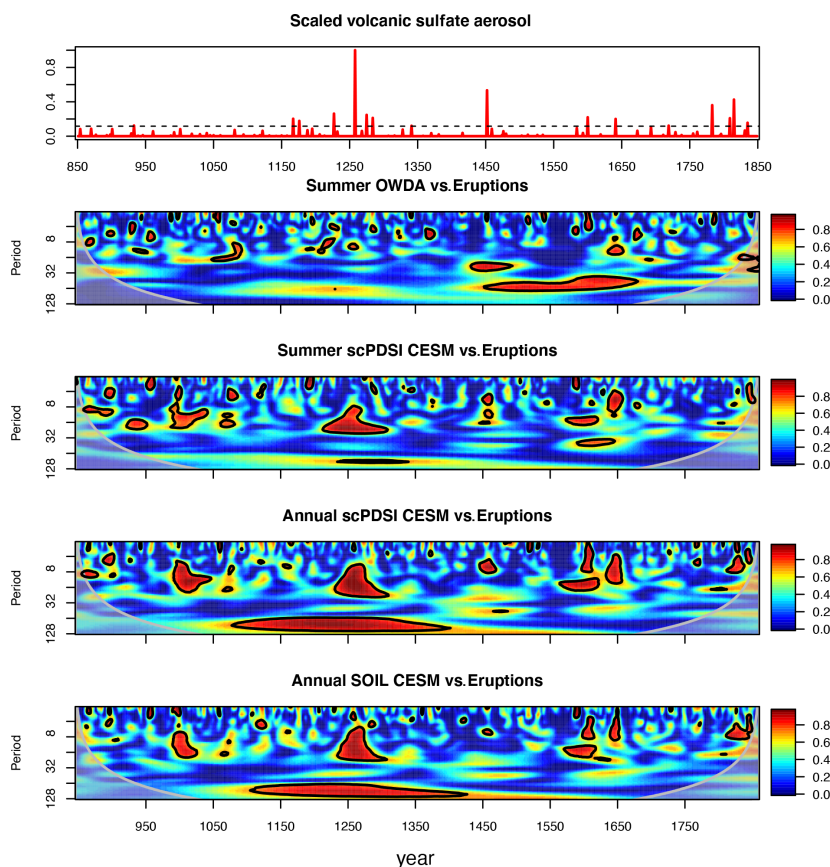 Scaled volcanic sulfate aerosol
0.8
0.4
0.0
850 950 1050 1150 1250 1350 1450 1550 1650 1750 1850
Summer OWDA vs.Eruptions
Period
8
32
128
0.8
0.6
0.4
0.2
0.0
Summer scPDSI CESM vs.Eruptions
Period
8
32
128
0.8
0.6
0.4
0.2
0.0
Annual scPDSI CESM vs.Eruptions
Period
8
32
128
0.8
0.6
0.4
0.2
0.0
Annual SOIL CESM vs.Eruptions
Period
8
32
128
0.8
0.6
0.4
0.2
0.0
950 1050 1150 1250 1350 1450 1550 1650 1750
year